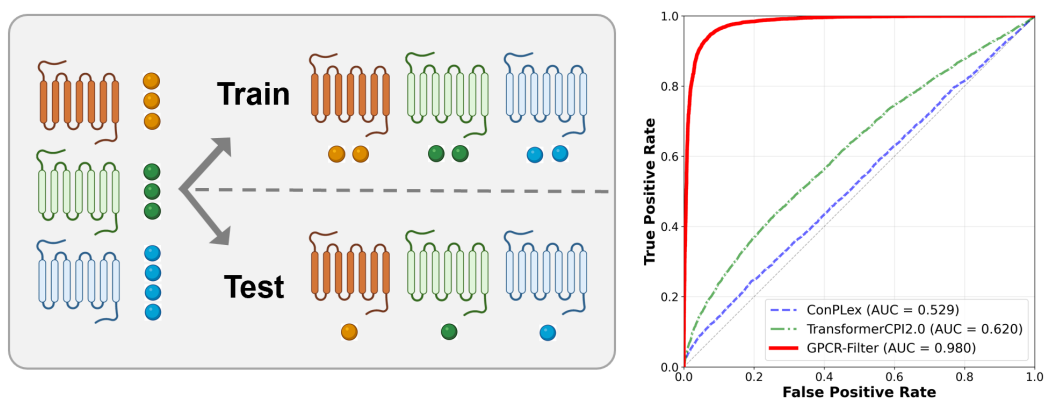 Train
Test
True Positive Rate
1.0
0.8
0.6
0.4
0.2
0.0
ConPLex (AUC = 0.529)
TransformerCPI2.0 (AUC = 0.620)
GPCR-Filter (AUC = 0.980)
0.0 0.2 0.4 0.6 0.8 1.0
False Positive Rate